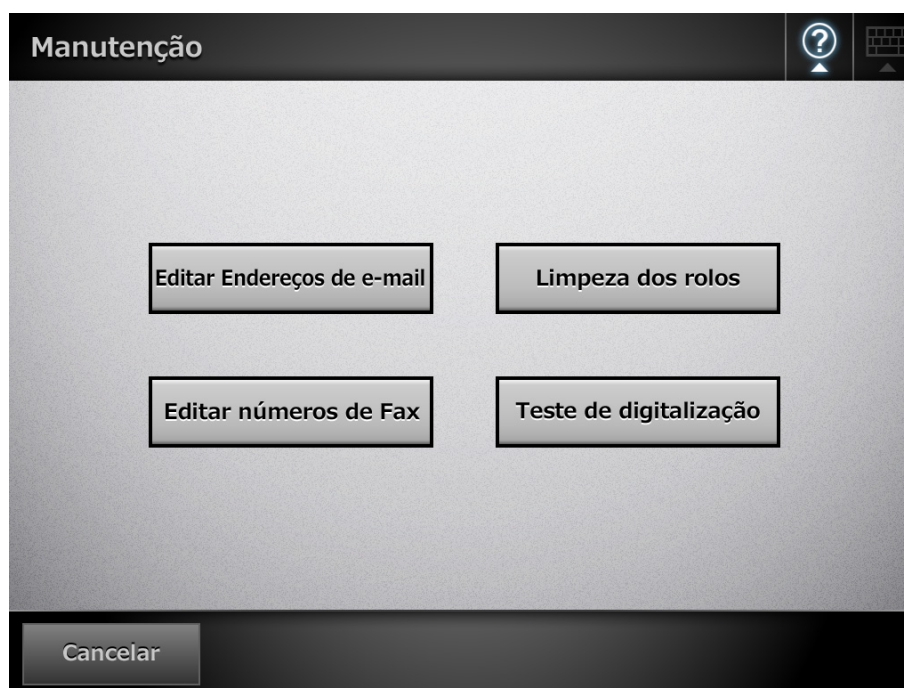 Manutenção
Editar Endereços de e-mail
Limpeza dos rolos
Editar números de Fax
Teste de digitalização
Cancelar